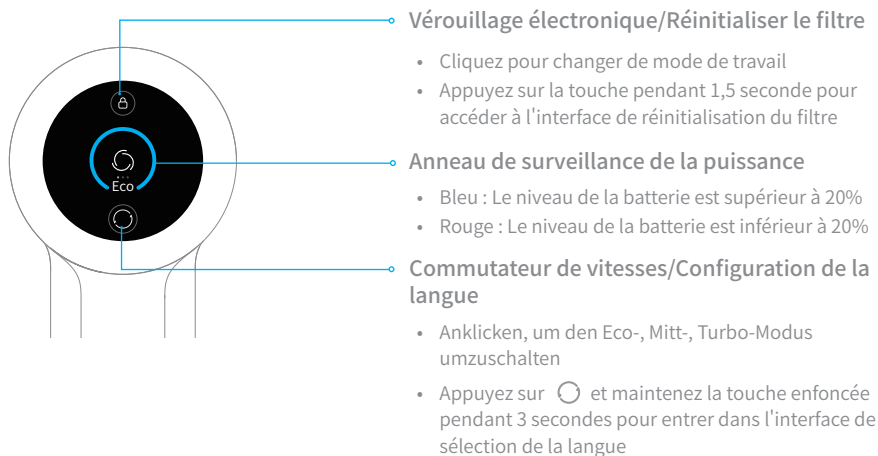 Vérouillage électronique/Réinitialiser le filtre
• Cliquez pour changer de mode de travail
• Appuyez sur la touche pendant 1,5 seconde pour
accéder à l'interface de réinitialisation du filtre
Eco
Anneau de surveillance de la puissance
• Bleu : Le niveau de la batterie est supérieur à 20%
• Rouge : Le niveau de la batterie est inférieur à 20%
Commutateur de vitesses/Configuration de la
langue
• Anklicken, um den Eco-, Mitt-, Turbo-Modus
umzuschalten
• Appuyez sur et maintenez la touche enfoncée
pendant 3 secondes pour entrer dans l'interface de
sélection de la langue